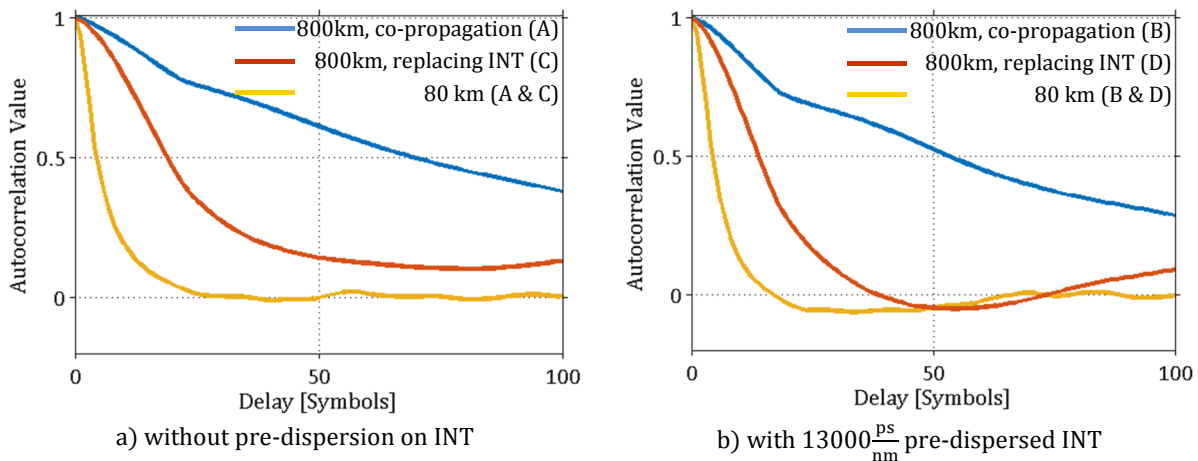 1
0.5
0
Autocorrelation Value
800km, co-propagation (A)
800km, replacing INT (C)
80 km (A & C)
0
50
100
Delay [Symbols]
a) without pre-dispersion on INT
1
0.5
0
Autocorrelation Value
800km, co-propagation (B)
800km, replacing INT (D)
80 km (B & D)
0
50
100
Delay [Symbols]
b) with 13000 ps/nm pre-dispersed INT